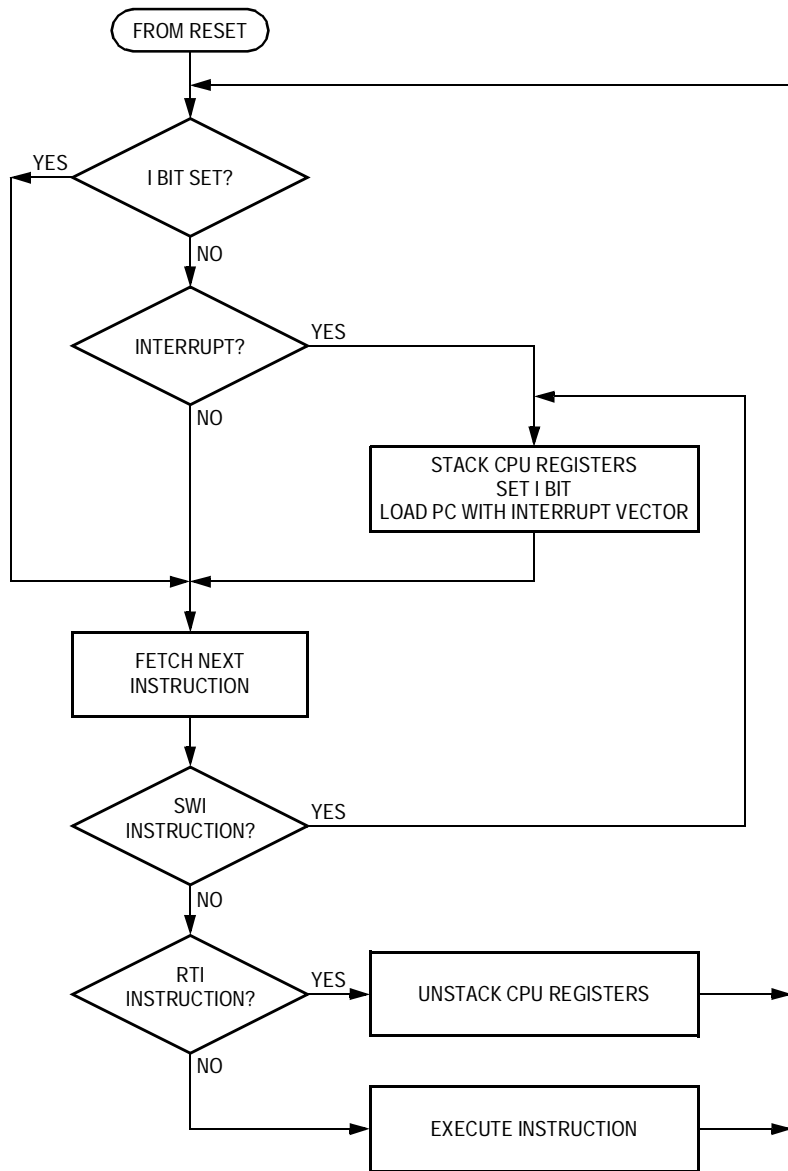 FROM RESET
YES
I BIT SET?
NO
INTERRUPT?
YES
NO
STACK CPU REGISTERS
SET I BIT
LOAD PC WITH INTERRUPT VECTOR
FETCH NEXT
INSTRUCTION
SWI
INSTRUCTION?
YES
NO
RTI
INSTRUCTION?
YES
UNSTACK CPU REGISTERS
NO
EXECUTE INSTRUCTION